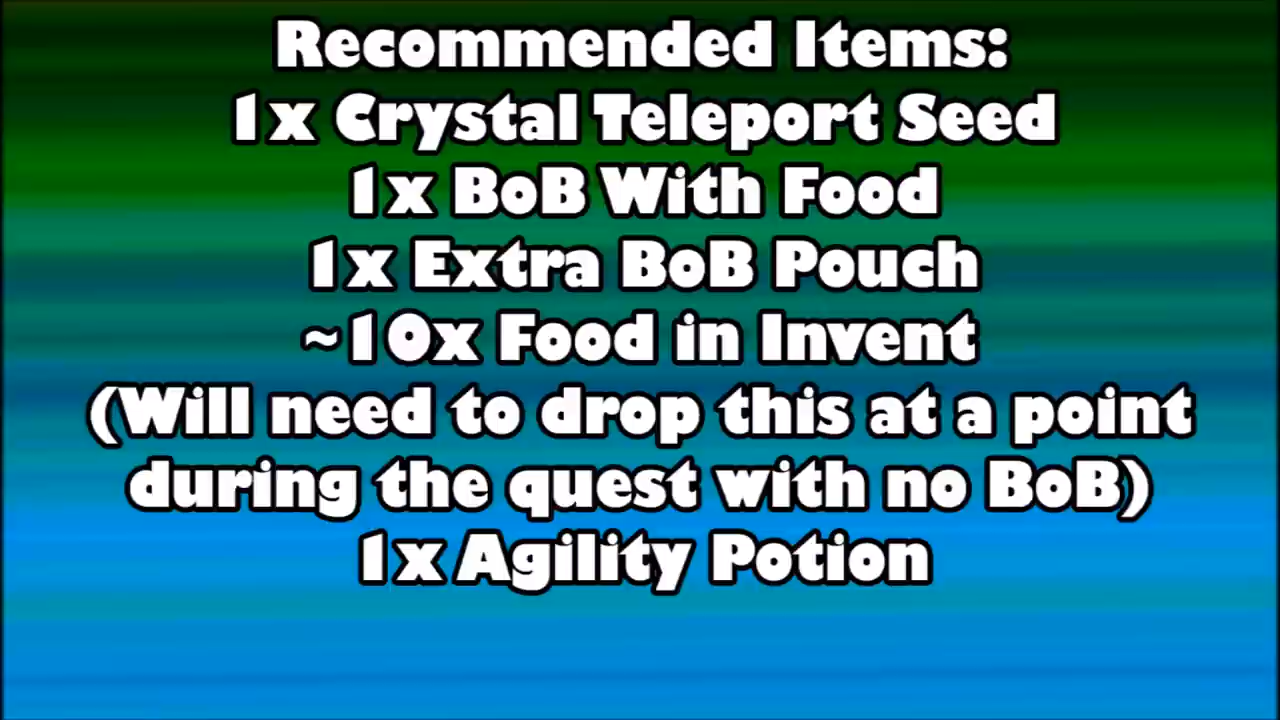 Recommended Items:
1x Crystal Teleport Seed
1x BoB With Food
1x Extra BoB Pouch
~10x Food in Invent
(Will need to drop this at a point
during the quest with no BoB)
1x Agility Potion